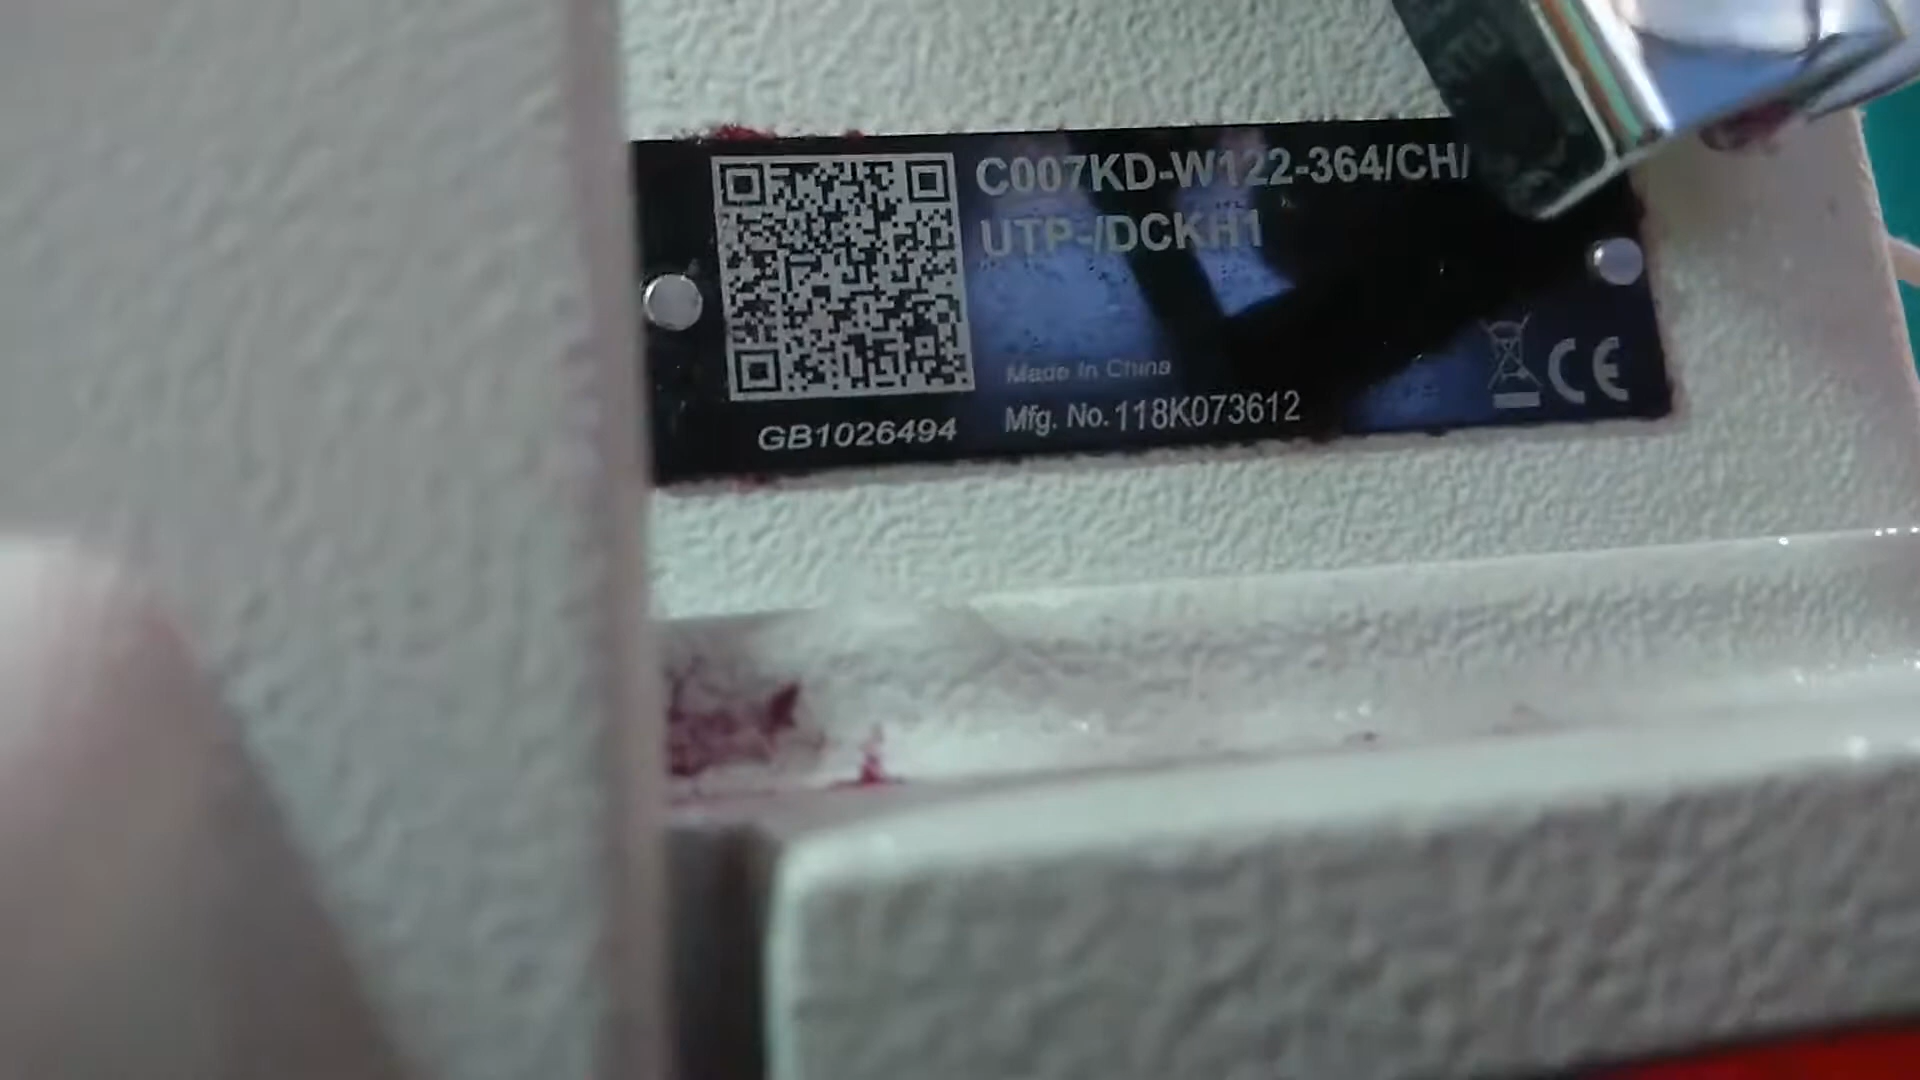 C007KD-W122-364/CH/
UTP-/DCKH1
Made In China
Mfg. No. 118K073612
GB1026494
CE